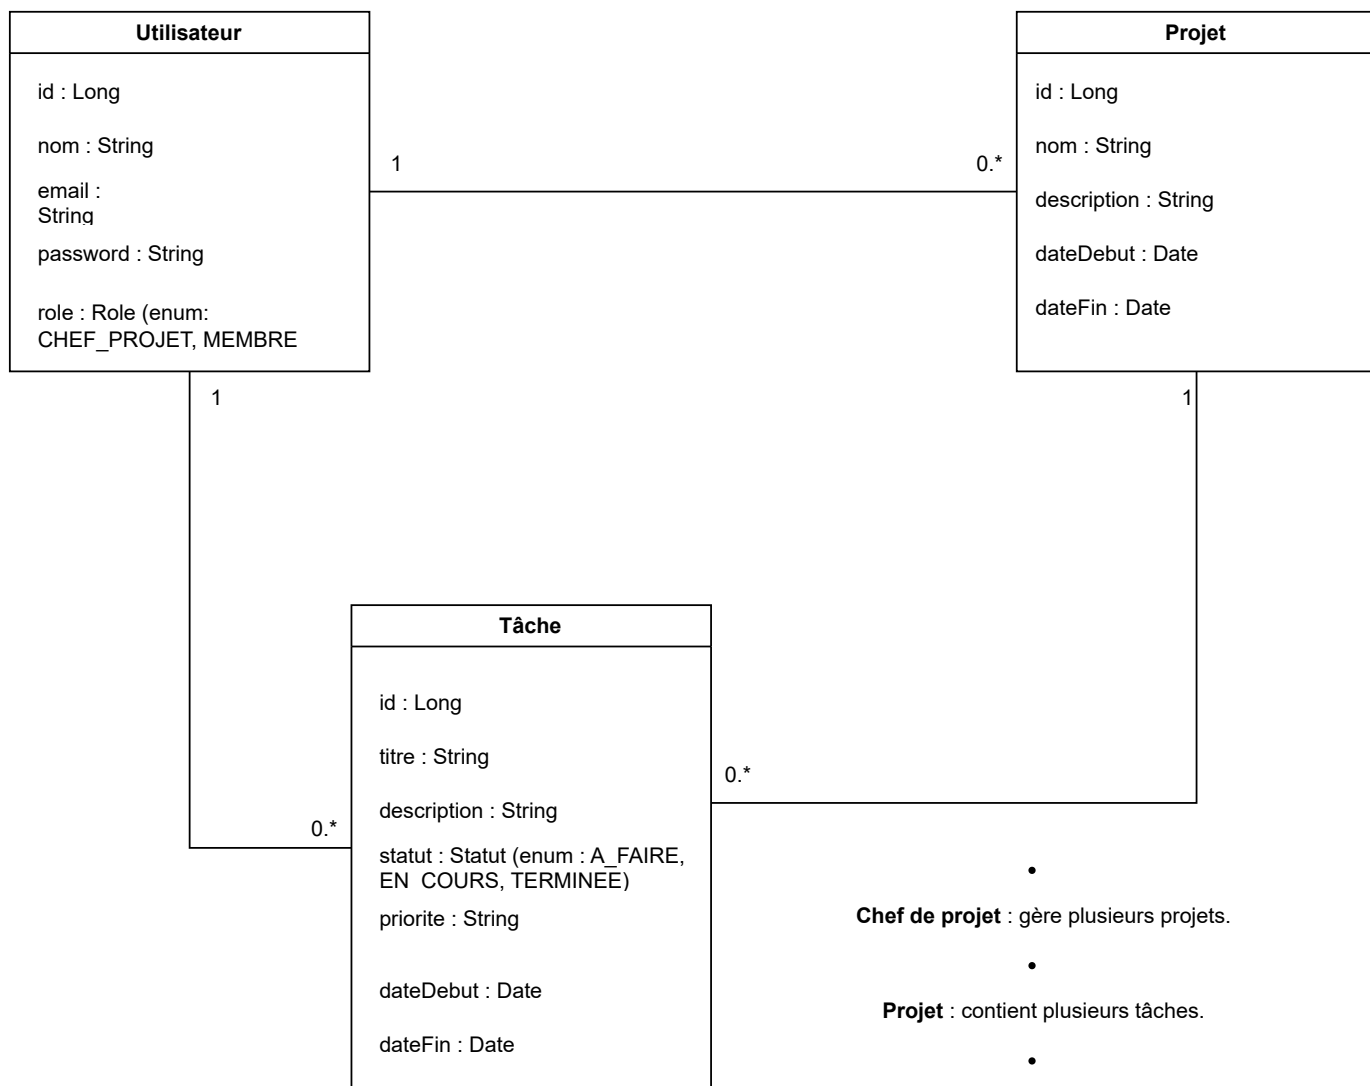 Utilisateur
id : Long
nom : String
email :
String
password : String
role : Role (enum:
CHEF_PROJET, MEMBRE
1
0.*
Projet
id : Long
nom : String
description : String
dateDebut : Date
dateFin : Date
1
1
Tâche
id : Long
titre : String
description : String
statut : Statut (enum : A_FAIRE,
EN_COURS, TERMINEE)
priorite : String
dateDebut : Date
dateFin : Date
0.*
0.*
•
Chef de projet : gère plusieurs projets.
•
Projet : contient plusieurs tâches.
•